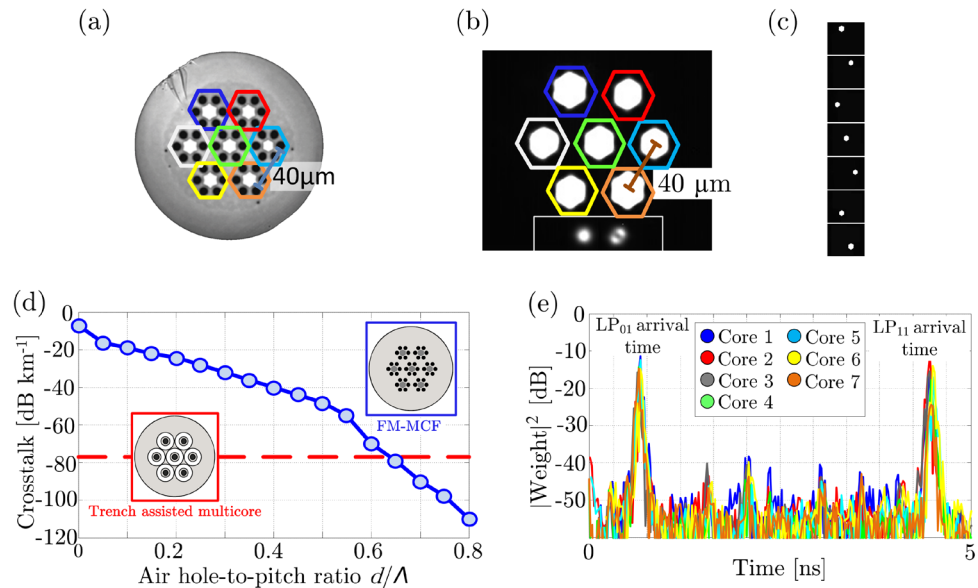 (a)
(b)
(c)
40µm
40 µm
(d)
(e)
Crosstalk [dB km⁻¹]
0
-20
-40
-60
-80
-100
-120
FM-MCF
Trench assisted multicore
0
0.2
0.4
0.6
0.8
Air hole-to-pitch ratio d/Λ
|Weight|² [dB]
0
-10
-20
-30
-40
-50
LP₀₁ arrival
time
LP₁₁ arrival
time
Core 1
Core 2
Core 3
Core 4
Core 5
Core 6
Core 7
0
5
Time [ns]